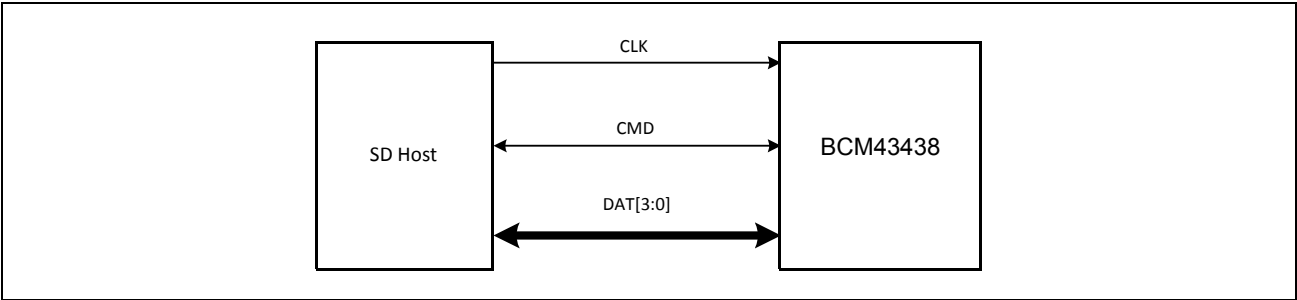 CLK
CMD
SD Host
BCM43438
DAT[3:0]